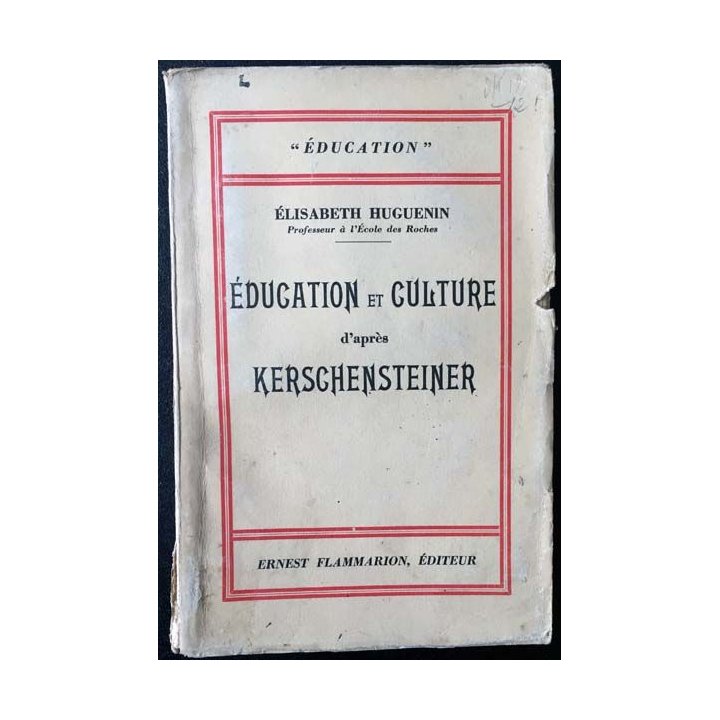 “ÉDUCATION”
ÉLISABETH HUGUENIN
Professeur à l'École des Roches
ÉDUCATION ET CULTURE
d'après
KERSCHENSTEINER
ERNEST FLAMMARION, ÉDITEUR